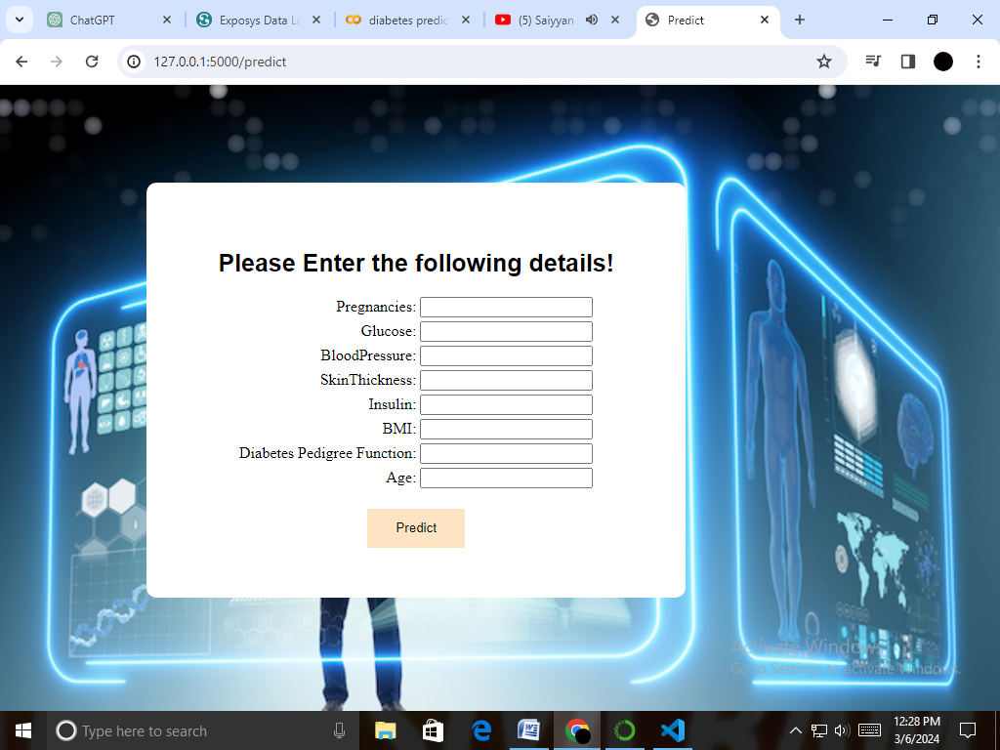 ChatGPT
Exposys Data L
diabetes predic
(5) Saiyyan
Predict
127.0.0.1:5000/predict
Please Enter the following details!
Pregnancies:
Glucose:
BloodPressure:
SkinThickness:
Insulin:
BMI:
Diabetes Pedigree Function:
Age:
Predict
Activate Windows
Go to Settings to activate Windows.
Type here to search
12:28 PM
3/6/2024